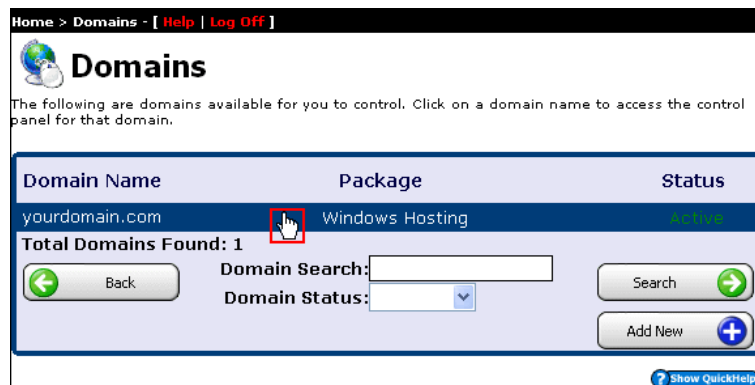 Home > Domains - [ Help | Log Off ]
Domains
The following are domains available for you to control. Click on a domain name to access the control
panel for that domain.
Domain Name Package Status
yourdomain.com Windows Hosting Active
Total Domains Found: 1
Domain Search:
Back
Search
Domain Status:
Add New
? Show QuickHelp